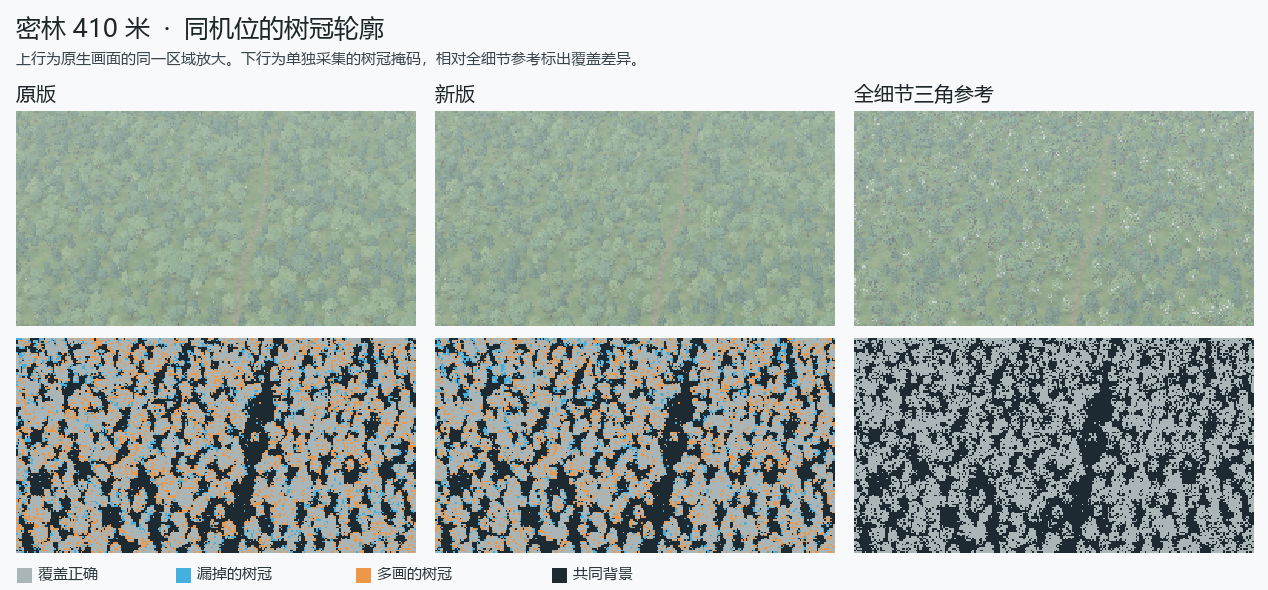 密林 410 米 · 同机位的树冠轮廓
上行为原生画面的同一区域放大。下行为单独采集的树冠掩码，相对全细节参考标出覆盖差异。
原版
新版
全细节三角参考
覆盖正确
漏掉的树冠
多画的树冠
共同背景